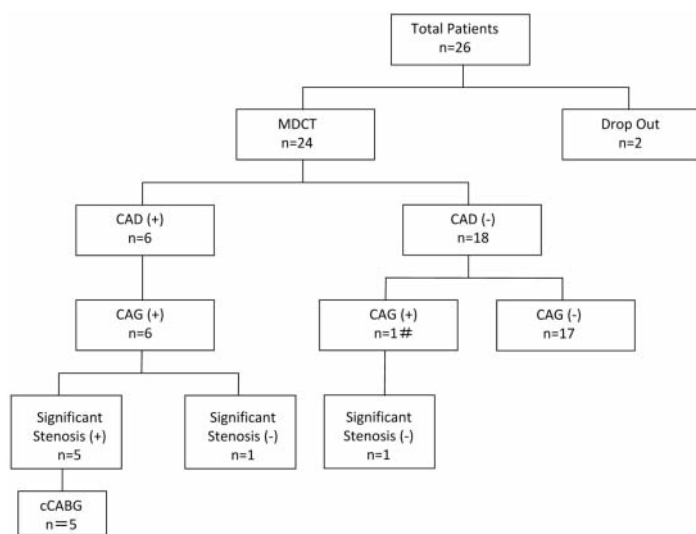 Total Patients
n=26
MDCT
n=24
Drop Out
n=2
CAD (+)
n=6
CAD (-)
n=18
CAG (+)
n=6
CAG (+)
n=1#
CAG (-)
n=17
Significant
Stenosis (+)
n=5
Significant
Stenosis (-)
n=1
Significant
Stenosis (-)
n=1
cCABG
n=5